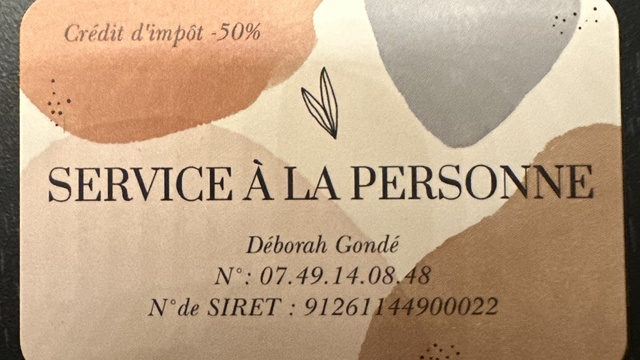 Crédit d'impôt -50%
SERVICE À LA PERSONNE
Déborah Gondé
N°: 07.49.14.08.48
N°de SIRET : 91261144900022